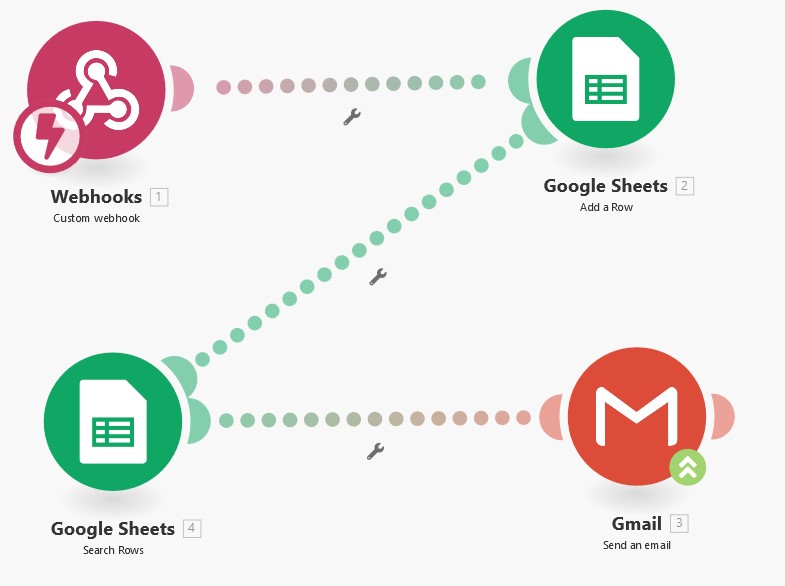 Webhooks 1
Custom webhook
Google Sheets 2
Add a Row
Google Sheets 4
Search Rows
Gmail 3
Send an email